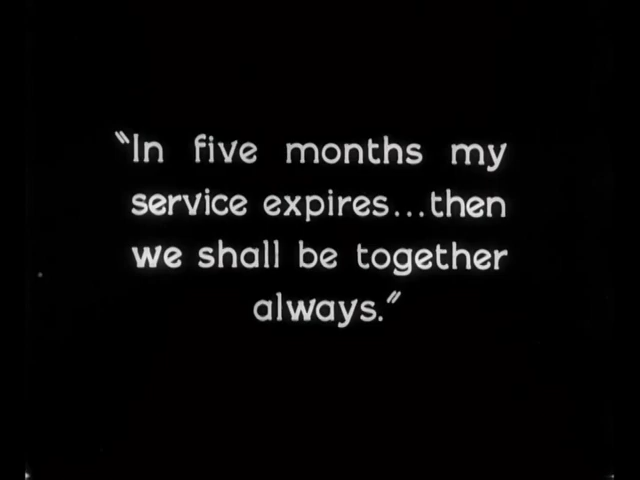 "In five months my
service expires...then
we shall be together
always."